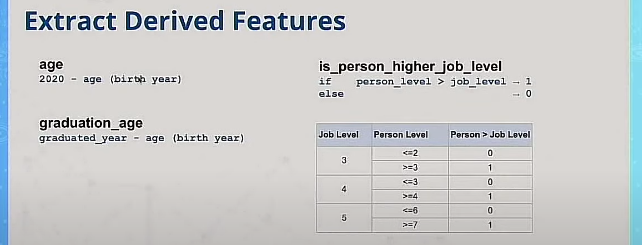 Extract Derived Features
age
2020 - age (birth year)
graduation_age
graduated_year - age (birth year)
is_person_higher_job_level
if person_level > job_level → 1
else → 0
Job Level Person Level Person > Job Level
3 <=2 0
>=3 1
4 <=3 0
>=4 1
5 <=6 0
>=7 1